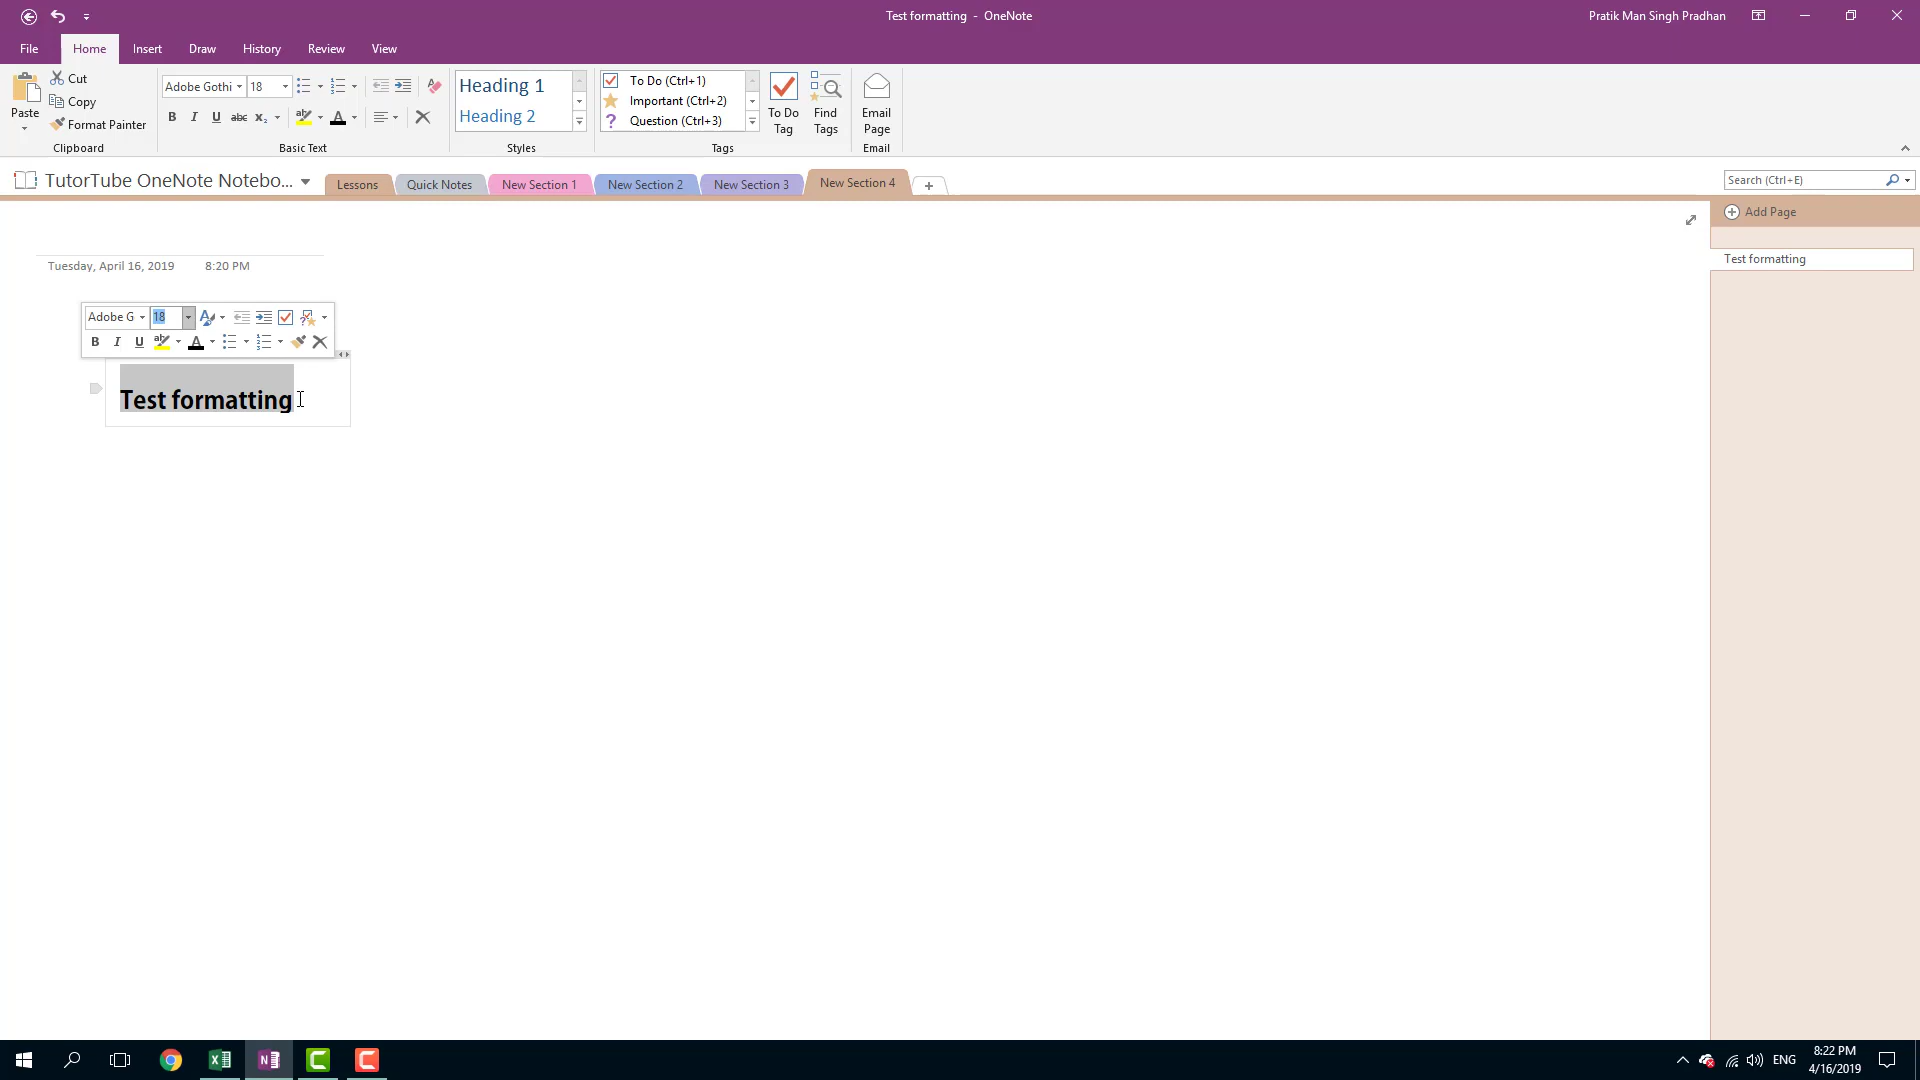 Test formatting - OneNote
Pratik Man Singh Pradhan
File Home Insert Draw History Review View
Paste
Cut
Copy
Format Painter
Clipboard
Adobe Gothi 18
B I U abc X₂ ab A
Basic Text
Heading 1
Heading 2
Styles
To Do (Ctrl+1)
Important (Ctrl+2)
Question (Ctrl+3)
Tags
To Do
Tag
Find
Tags
Email
Page
Email
TutorTube OneNote Notebo...
Lessons Quick Notes New Section 1 New Section 2 New Section 3 New Section 4
Search (Ctrl+E)
Add Page
Test formatting
Tuesday, April 16, 2019 8:20 PM
Adobe G 18
B I U ab A
Test formatting
ENG
8:22 PM
4/16/2019